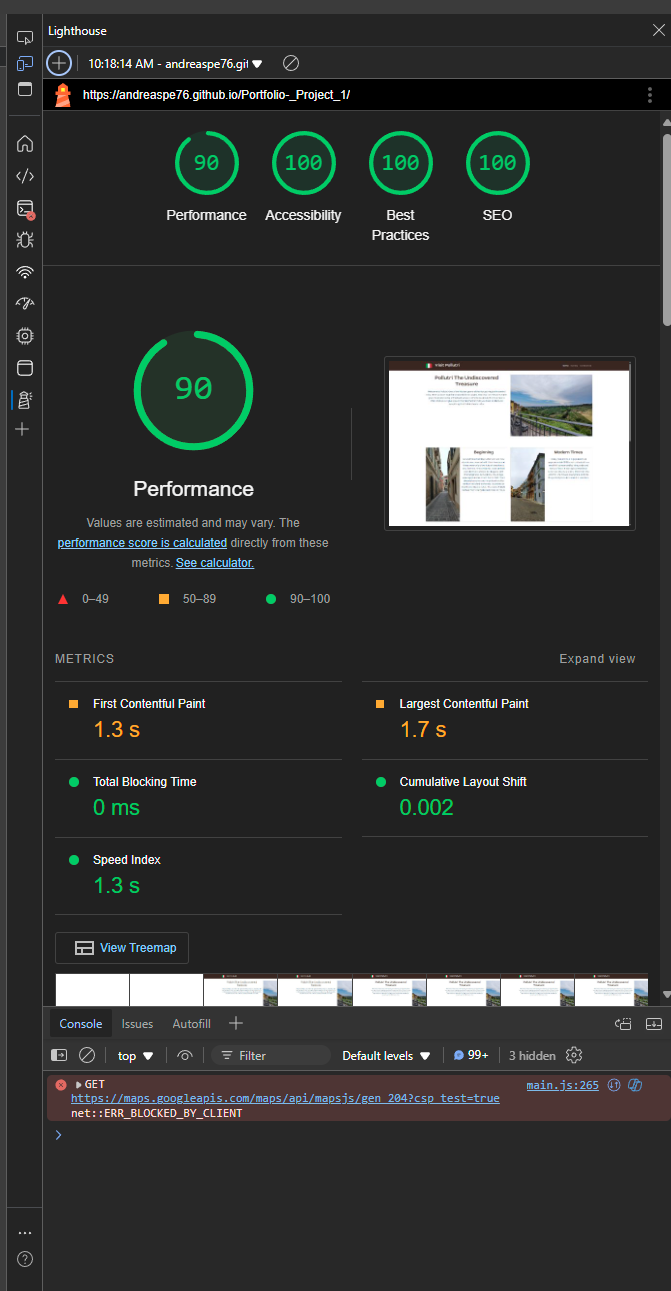 Lighthouse
10:18:14 AM - andreaspe76.git
https://andreaspe76.github.io/Portfolio-_Project_1/
90 100 100 100
Performance Accessibility Best Practices SEO
90
Performance
Values are estimated and may vary. The
performance score is calculated directly from these
metrics. See calculator.
0–49 50–89 90–100
Visit Pollutri
Pollutri The Undiscovered
Treasure
Beginning
Modern Times
METRICS
Expand view
First Contentful Paint
1.3 s
Largest Contentful Paint
1.7 s
Total Blocking Time
0 ms
Cumulative Layout Shift
0.002
Speed Index
1.3 s
View Treemap
Console Issues Autofill
top Filter Default levels 99+ 3 hidden
GET main.js:265
https://maps.googleapis.com/maps/api/mapsjs/gen_204?csp_test=true
net::ERR_BLOCKED_BY_CLIENT